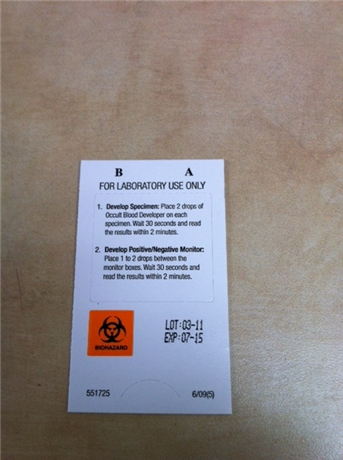 B A
FOR LABORATORY USE ONLY
1. Develop Specimen: Place 2 drops of
Occult Blood Developer on each
specimen. Wait 30 seconds and read
the results within 2 minutes.
2. Develop Positive/Negative Monitor:
Place 1 to 2 drops between the
monitor boxes. Wait 30 seconds and
read the results within 2 minutes.
BIOHAZARD
LOT:03-11
EXP:07-15
551725 6/09(5)